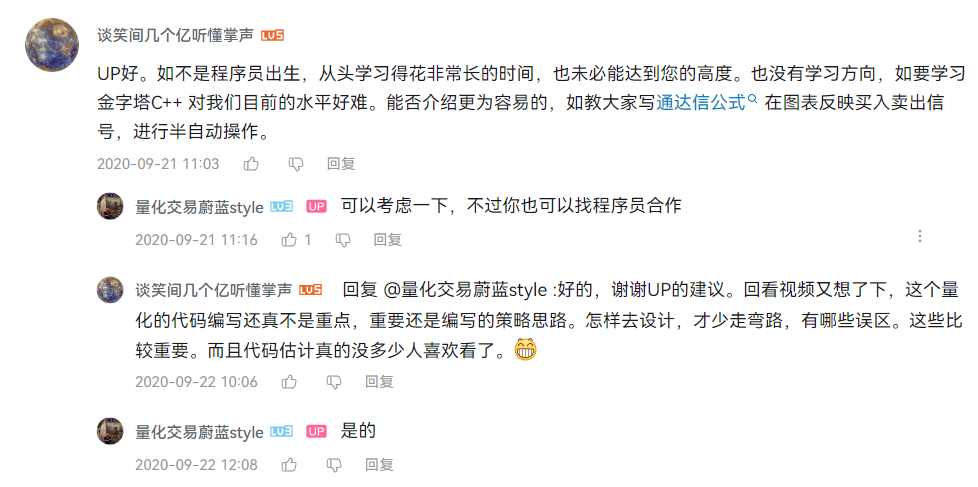 谈笑间几个亿听懂掌声 LV5
UP好。如不是程序员出生，从头学习得花非常长的时间，也未必能达到您的高度。也没有学习方向，如要学习
金字塔C++ 对我们目前的水平好难。能否介绍更为容易的，如教大家写通达信公式 在图表反映买入卖出信
号，进行半自动操作。
2020-09-21 11:03 回复
量化交易蔚蓝style LV3 UP 可以考虑一下，不过你也可以找程序员合作
2020-09-21 11:16 1 回复
谈笑间几个亿听懂掌声 LV5 回复 @量化交易蔚蓝style :好的，谢谢UP的建议。回看视频又想了下，这个量
化的代码编写还真不是重点，重要还是编写的策略思路。怎样去设计，才少走弯路，有哪些误区。这些比
较重要。而且代码估计真的没多少人喜欢看了。
2020-09-22 10:06 回复
量化交易蔚蓝style LV3 UP 是的
2020-09-22 12:08 回复